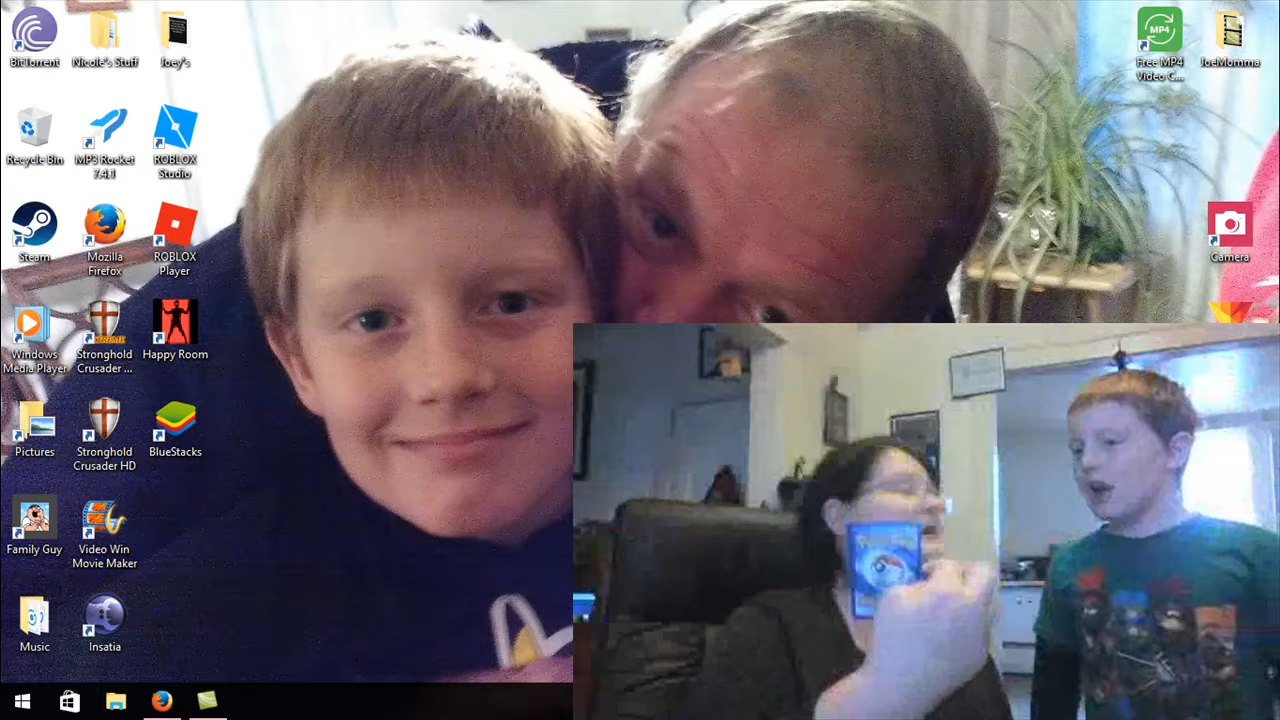 BitTorrent
Nicole's Stuff
Joey's
MP4
Free MP4
Video C...
JoeMomma
Recycle Bin
MP3 Rocket
7.4.1
ROBLOX
Studio
Steam
Mozilla
Firefox
ROBLOX
Player
Camera
Windows
Media Player
Stronghold
Crusader ...
Happy Room
Pictures
Stronghold
Crusader HD
BlueStacks
Family Guy
Video Win
Movie Maker
Music
Insatia